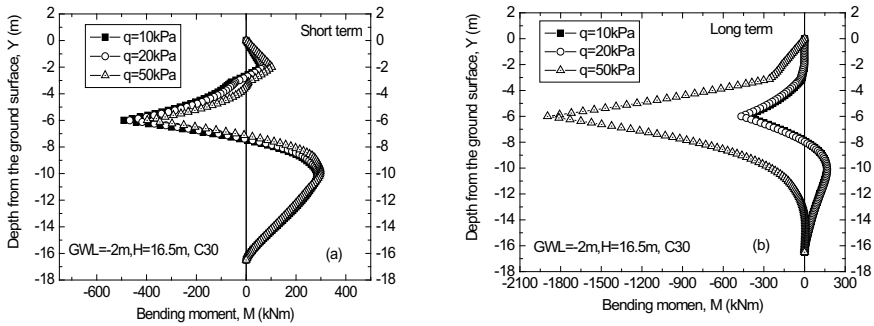 2
0
-2
-4
-6
-8
-10
-12
-14
-16
-18
Depth from the ground surface, Y (m)
q=10kPa
q=20kPa
q=50kPa
Short term
GWL=-2m,H=16.5m, C30
(a)
2
0
-2
-4
-6
-8
-10
-12
-14
-16
-18
-600 -400 -200 0 200 400
Bending moment, M (kNm)
2
0
-2
-4
-6
-8
-10
-12
-14
-16
-18
Depth from the ground surface, Y (m)
q=10kPa
q=20kPa
q=50kPa
Long term
GWL=-2m,H=16.5m, C30
(b)
2
0
-2
-4
-6
-8
-10
-12
-14
-16
-18
-2100 -1800 -1500 -1200 -900 -600 -300 0 300
Bending momen, M (kNm)